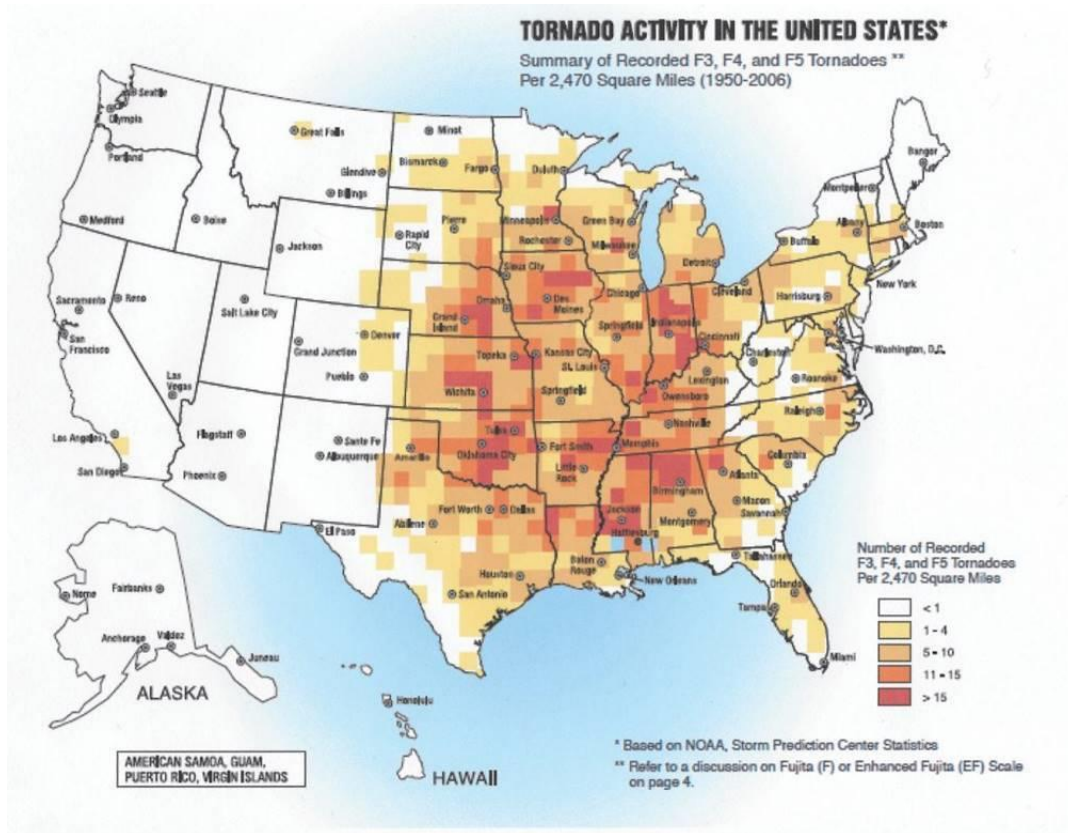 TORNADO ACTIVITY IN THE UNITED STATES*
Summary of Recorded F3, F4, and F5 Tornadoes **
Per 2,470 Square Miles (1950-2006)
Seattle
Olympia
Portland
Medford
Boise
Great Falls
Glendive
Billings
Jackson
Minot
Bismark
Fargo
Duluth
Pierre
Rapid
City
Minneapolis
Rochester
Green Bay
Milwaukee
Sioux City
Detroit
Buffalo
Montpelier
Bangor
Albany
Boston
New York
Harrisburg
Cleveland
Chicago
Des
Moines
Omaha
Grand
Island
Sacramento
Reno
San
Francisco
Salt Lake City
Denver
Grand Junction
Pueblo
Topeka
Kansas City
St. Louis
Springfield
Indianapolis
Cincinnati
Charleston
Washington, D.C.
Lexington
Roanoke
Owensboro
Wichita
Springfield
Las
Vegas
Raleigh
Nashville
Los Angeles
San Diego
Flagstaff
Phoenix
Sante Fe
Albuquerque
Amarillo
Tulsa
Oklahoma City
Fort Smith
Memphis
Little
Rock
Columbia
Atlanta
Birmingham
Macon
Savannah
Montgomery
Jackson
Hattiesburg
Fort Worth
Dallas
Abilene
El Paso
Baton
Rouge
New Orleans
Tallahassee
Houston
San Antonio
Orlando
Tampa
Miami
Number of Recorded
F3, F4, and F5 Tornadoes
Per 2,470 Square Miles
< 1
1 - 4
5 - 10
11 - 15
> 15
Nome
Fairbanks
Anchorage
Valdez
Juneau
ALASKA
Honolulu
HAWAII
AMERICAN SAMOA, GUAM,
PUERTO RICO, VIRGIN ISLANDS
* Based on NOAA, Storm Prediction Center Statistics
** Refer to a discussion on Fujita (F) or Enhanced Fujita (EF) Scale
on page 4.